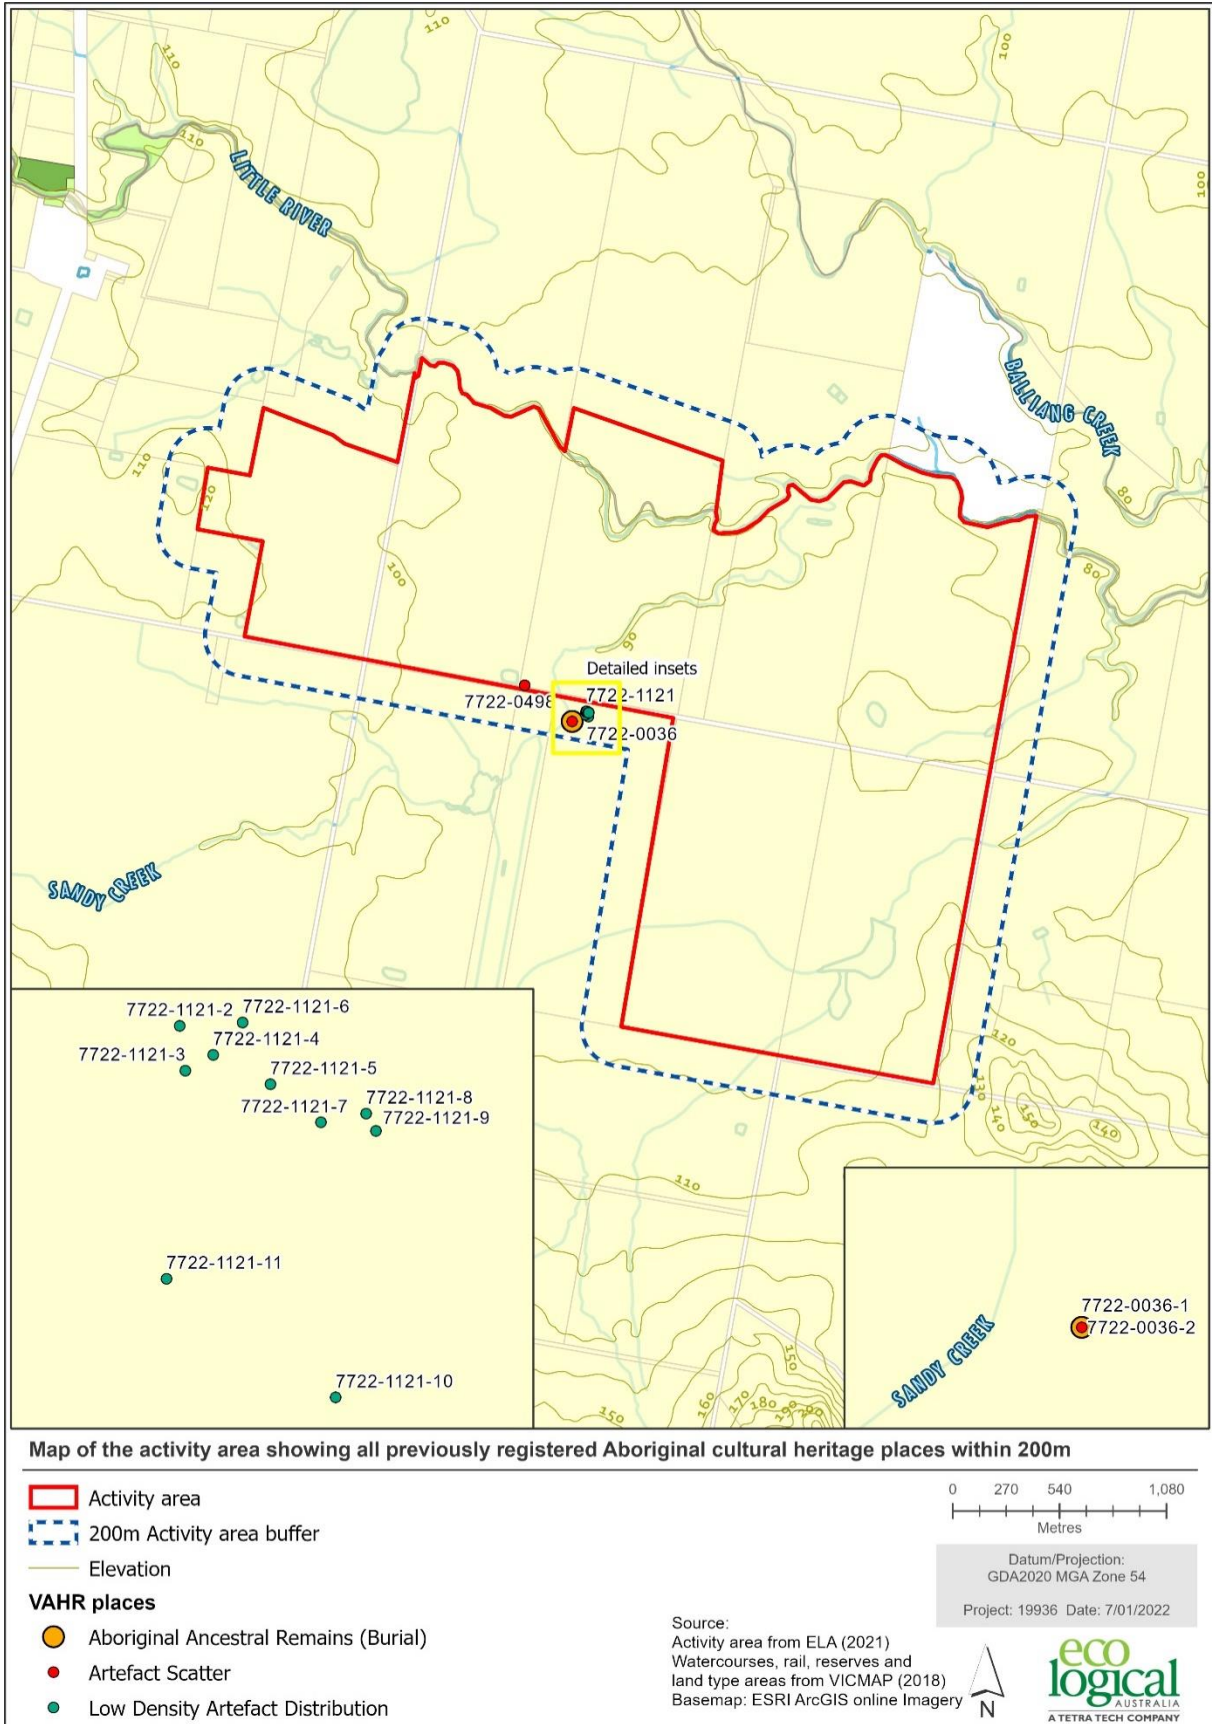 110
110
100
110
LITTLE RIVER
100
BALLIANG CREEK
110
120
80
100
80
90
Detailed insets
7722-0498
7722-1121
7722-0036
SANDY CREEK
120
130
140
150
140
110
150
150
160
170
180
190
200
7722-1121-2
7722-1121-6
7722-1121-4
7722-1121-3
7722-1121-5
7722-1121-8
7722-1121-7
7722-1121-9
7722-1121-11
7722-1121-10
7722-0036-1
7722-0036-2
SANDY CREEK
Map of the activity area showing all previously registered Aboriginal cultural heritage places within 200m
Activity area
200m Activity area buffer
Elevation
VAHR places
Aboriginal Ancestral Remains (Burial)
Artefact Scatter
Low Density Artefact Distribution
0 270 540 1,080
Metres
Datum/Projection:
GDA2020 MGA Zone 54
Project: 19936 Date: 7/01/2022
Source:
Activity area from ELA (2021)
Watercourses, rail, reserves and
land type areas from VICMAP (2018)
Basemap: ESRI ArcGIS online Imagery
N
eco
logical
AUSTRALIA
A TETRA TECH COMPANY